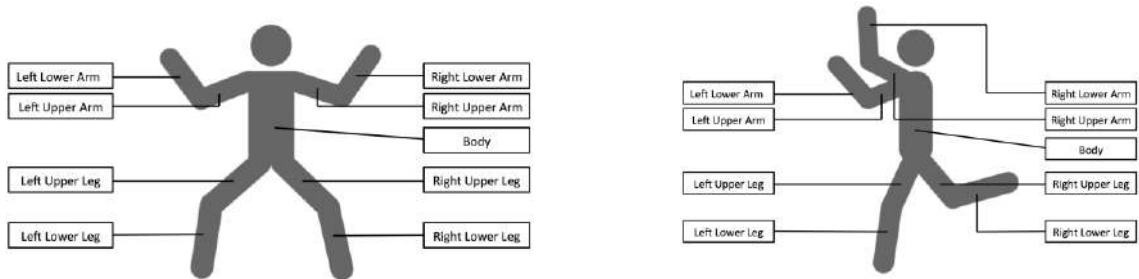 Left Lower Arm
Left Upper Arm
Left Upper Leg
Left Lower Leg
Right Lower Arm
Right Upper Arm
Body
Right Upper Leg
Right Lower Leg
Left Lower Arm
Left Upper Arm
Left Upper Leg
Left Lower Leg
Right Lower Arm
Right Upper Arm
Body
Right Upper Leg
Right Lower Leg